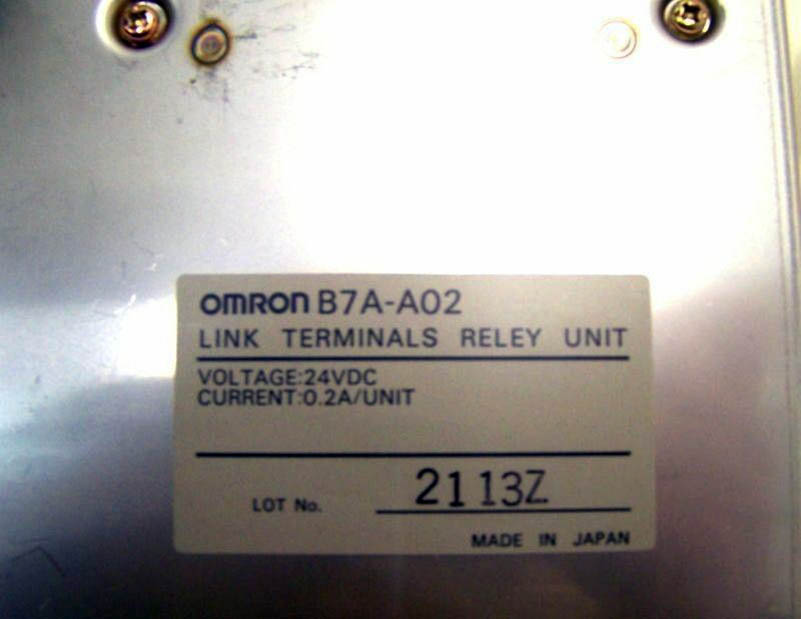 OMRON B7A-A02
LINK TERMINALS RELEY UNIT
VOLTAGE:24VDC
CURRENT:0.2A/UNIT
LOT No. 2113Z
MADE IN JAPAN